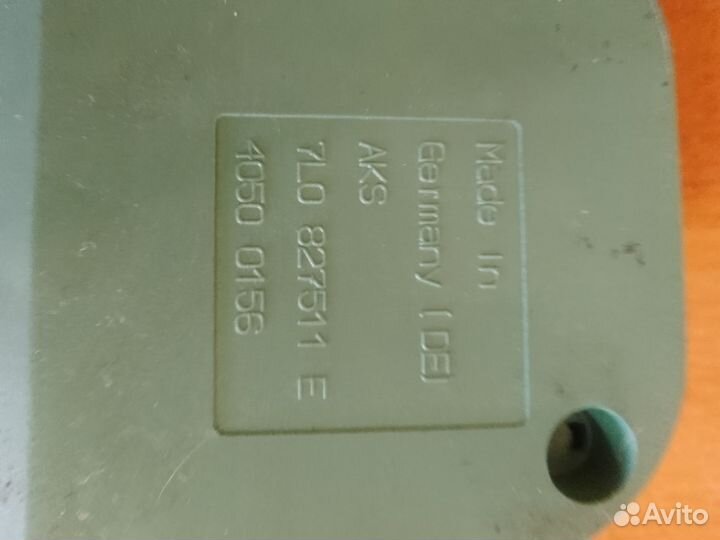 Made In
Germany (DE)
AKS
7L0 827511 E
4050 0156
Avito